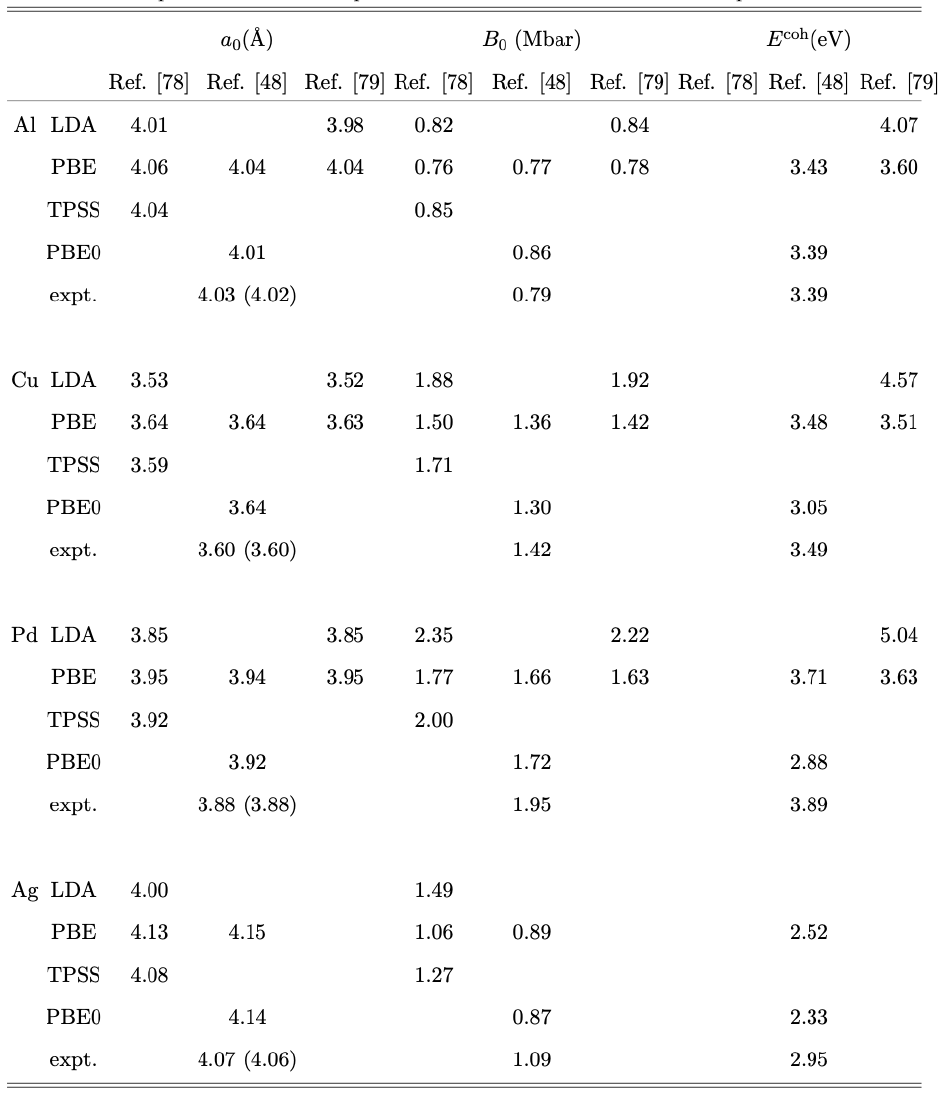 a₀(Å) B₀ (Mbar) Eᶜᵒʰ(eV)
Ref. [78] Ref. [48] Ref. [79] Ref. [78] Ref. [48] Ref. [79] Ref. [78] Ref. [48] Ref. [79]
Al LDA 4.01 3.98 0.82 0.84 4.07
PBE 4.06 4.04 4.04 0.76 0.77 0.78 3.43 3.60
TPSS 4.04 0.85
PBE0 4.01 0.86 3.39
expt. 4.03 (4.02) 0.79 3.39
Cu LDA 3.53 3.52 1.88 1.92 4.57
PBE 3.64 3.64 3.63 1.50 1.36 1.42 3.48 3.51
TPSS 3.59 1.71
PBE0 3.64 1.30 3.05
expt. 3.60 (3.60) 1.42 3.49
Pd LDA 3.85 3.85 2.35 2.22 5.04
PBE 3.95 3.94 3.95 1.77 1.66 1.63 3.71 3.63
TPSS 3.92 2.00
PBE0 3.92 1.72 2.88
expt. 3.88 (3.88) 1.95 3.89
Ag LDA 4.00 1.49
PBE 4.13 4.15 1.06 0.89 2.52
TPSS 4.08 1.27
PBE0 4.14 0.87 2.33
expt. 4.07 (4.06) 1.09 2.95